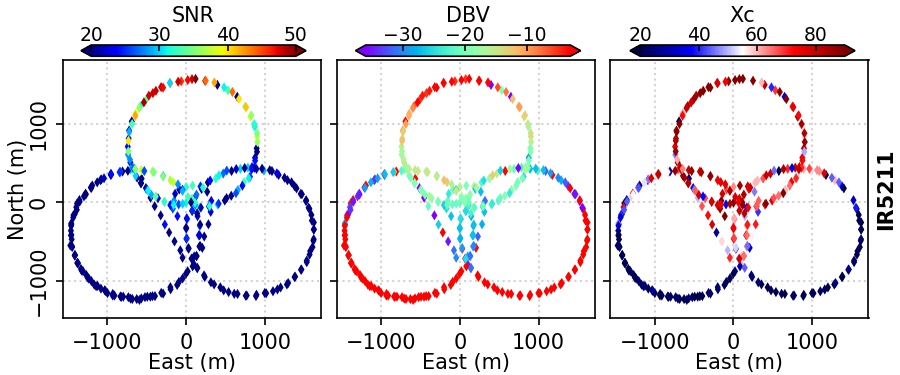 SNR DBV Xc
20 30 40 50 −30 −20 −10 20 40 60 80
1000
0
−1000
North (m)
IR5211
−1000 0 1000 −1000 0 1000 −1000 0 1000
East (m) East (m) East (m)